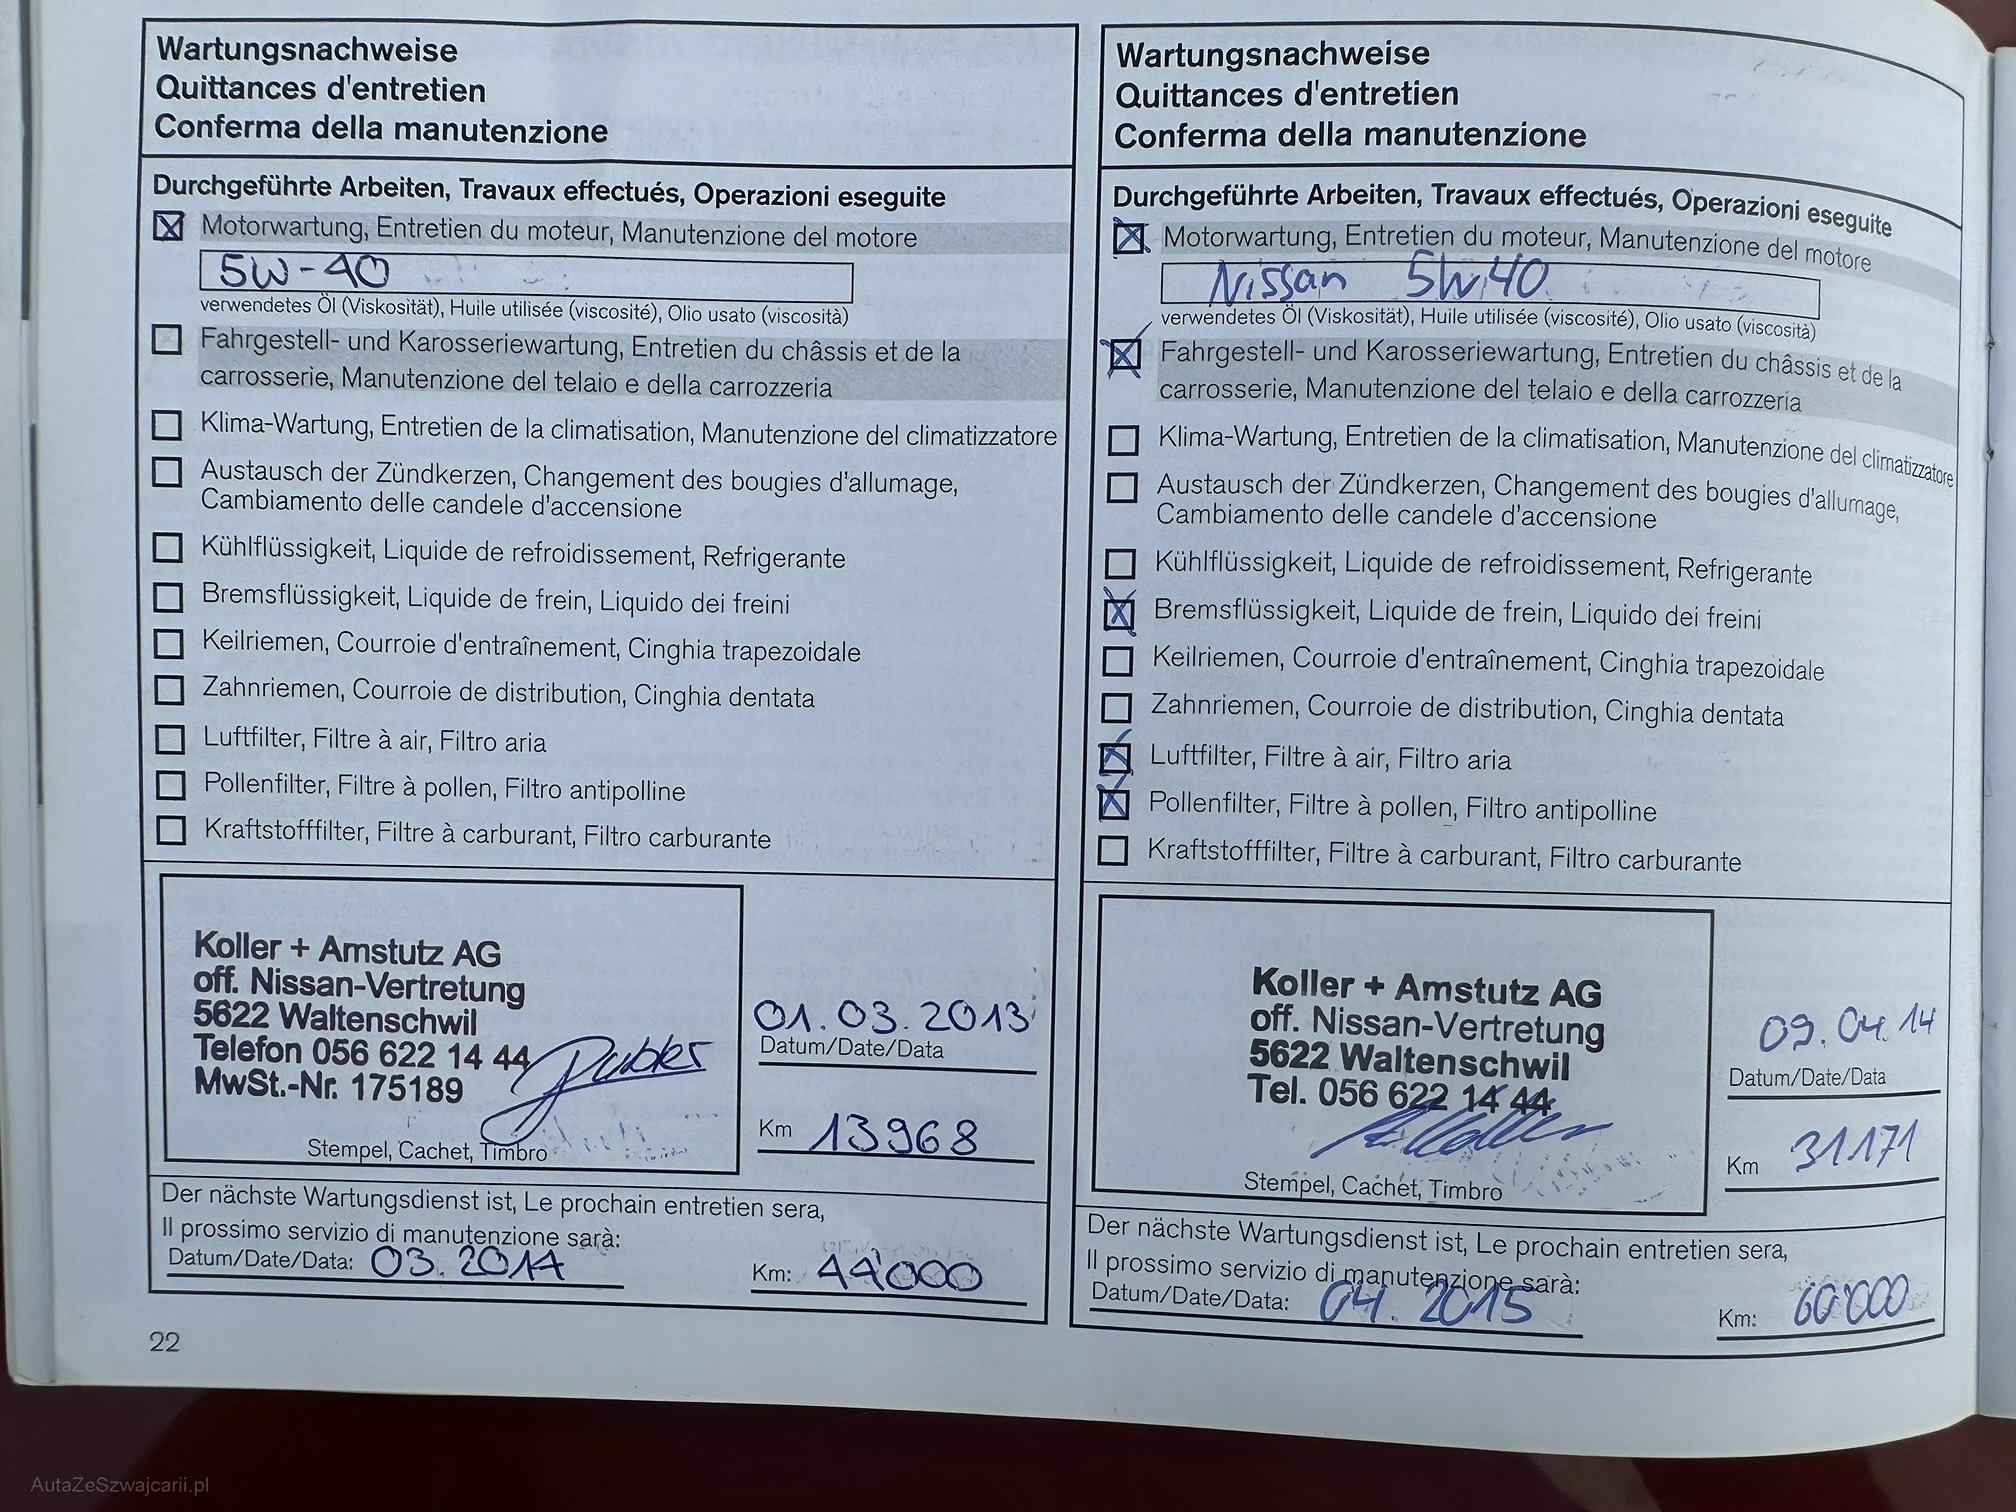 Wartungsnachweise
Quittances d'entretien
Conferma della manutenzione
Durchgeführte Arbeiten, Travaux effectués, Operazioni eseguite
Motorwartung, Entretien du moteur, Manutenzione del motore
5W-40
verwendetes Öl (Viskosität), Huile utilisée (viscosité), Olio usato (viscosità)
Fahrgestell- und Karosseriewartung, Entretien du châssis et de la
carrosserie, Manutenzione del telaio e della carrozzeria
Klima-Wartung, Entretien de la climatisation, Manutenzione del climatizzatore
Austausch der Zündkerzen, Changement des bougies d'allumage,
Cambiamento delle candele d'accensione
Kühlflüssigkeit, Liquide de refroidissement, Refrigerante
Bremsflüssigkeit, Liquide de frein, Liquido dei freini
Keilriemen, Courroie d'entraînement, Cinghia trapezoidale
Zahnriemen, Courroie de distribution, Cinghia dentata
Luftfilter, Filtre à air, Filtro aria
Pollenfilter, Filtre à pollen, Filtro antipolline
Kraftstofffilter, Filtre à carburant, Filtro carburante
Koller + Amstutz AG
off. Nissan-Vertretung
5622 Waltenschwil
Telefon 056 622 14 44
MwSt.-Nr. 175189
Stempel, Cachet, Timbro
01.03.2013
Datum/Date/Data
Km 13968
Der nächste Wartungsdienst ist, Le prochain entretien sera,
Il prossimo servizio di manutenzione sarà:
Datum/Date/Data: 03.2014 Km: 44'000
22
Wartungsnachweise
Quittances d'entretien
Conferma della manutenzione
Durchgeführte Arbeiten, Travaux effectués, Operazioni eseguite
Motorwartung, Entretien du moteur, Manutenzione del motore
Nissan 5W40
verwendetes Öl (Viskosität), Huile utilisée (viscosité), Olio usato (viscosità)
Fahrgestell- und Karosseriewartung, Entretien du châssis et de la
carrosserie, Manutenzione del telaio e della carrozzeria
Klima-Wartung, Entretien de la climatisation, Manutenzione del climatizzatore
Austausch der Zündkerzen, Changement des bougies d'allumage,
Cambiamento delle candele d'accensione
Kühlflüssigkeit, Liquide de refroidissement, Refrigerante
Bremsflüssigkeit, Liquide de frein, Liquido dei freini
Keilriemen, Courroie d'entraînement, Cinghia trapezoidale
Zahnriemen, Courroie de distribution, Cinghia dentata
Luftfilter, Filtre à air, Filtro aria
Pollenfilter, Filtre à pollen, Filtro antipolline
Kraftstofffilter, Filtre à carburant, Filtro carburante
Koller + Amstutz AG
off. Nissan-Vertretung
5622 Waltenschwil
Tel. 056 622 14 44
Stempel, Cachet, Timbro
09.04.14
Datum/Date/Data
Km 31171
Der nächste Wartungsdienst ist, Le prochain entretien sera,
Il prossimo servizio di manutenzione sarà:
Datum/Date/Data: 04.2015 Km: 60'000
AutaZeSzwajcarii.pl